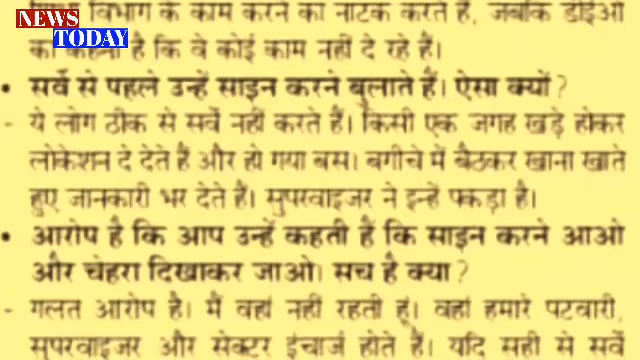 NEWS
TODAY
विभाग के काम करने का नाटक करते हैं, जबकि डीईओ
का कहना है कि वे कोई काम नहीं दे रहे हैं।
• सर्वे से पहले उन्हें साइन करने बुलाते हैं। ऐसा क्यों?
- ये लोग ठीक से सर्वे नहीं करते हैं। किसी एक जगह खड़े होकर
लोकेशन दे देते हैं और हो गया बस। बगीचे में बैठकर खाना खाते
हुए जानकारी भर देते हैं। सुपरवाइजर ने इन्हें पकड़ा है।
• आरोप है कि आप उन्हें कहती हैं कि साइन करने आओ
और चेहरा दिखाकर जाओ। सच है क्या?
- गलत आरोप है। मैं वहां नहीं रहती हूं। वहां हमारे पटवारी,
सुपरवाइजर और सेक्टर इंचार्ज होते हैं। यदि सही से सर्वे